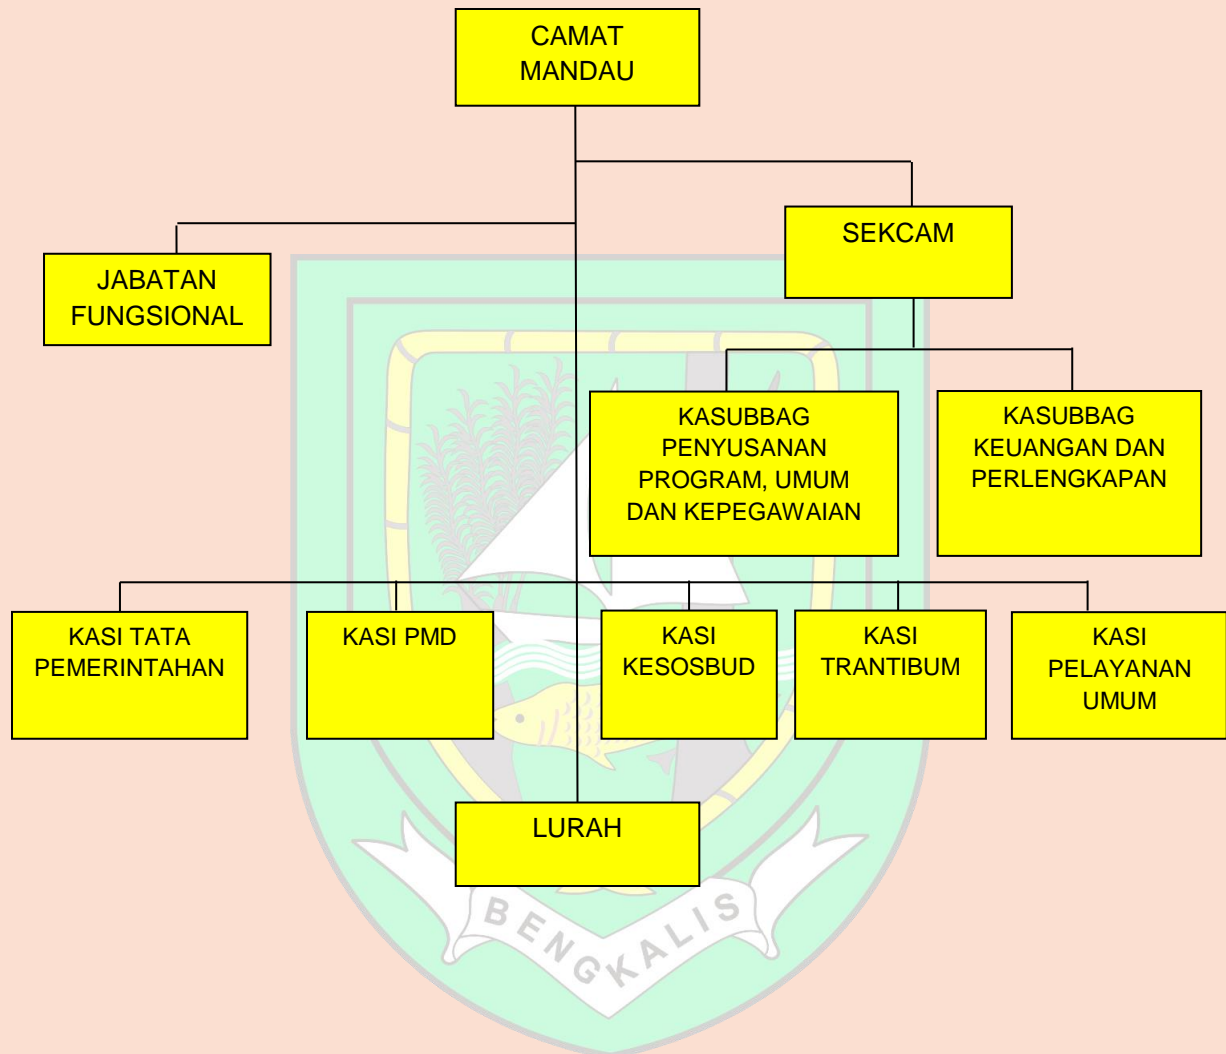 CAMAT
MANDAU
SEKCAM
JABATAN
FUNGSIONAL
KASUBBAG
PENYUSANAN
PROGRAM, UMUM
DAN KEPEGAWAIAN
KASUBBAG
KEUANGAN DAN
PERLENGKAPAN
KASI TATA
PEMERINTAHAN
KASI PMD
KASI
KESOSBUD
KASI
TRANTIBUM
KASI
PELAYANAN
UMUM
LURAH
BENGKALIS